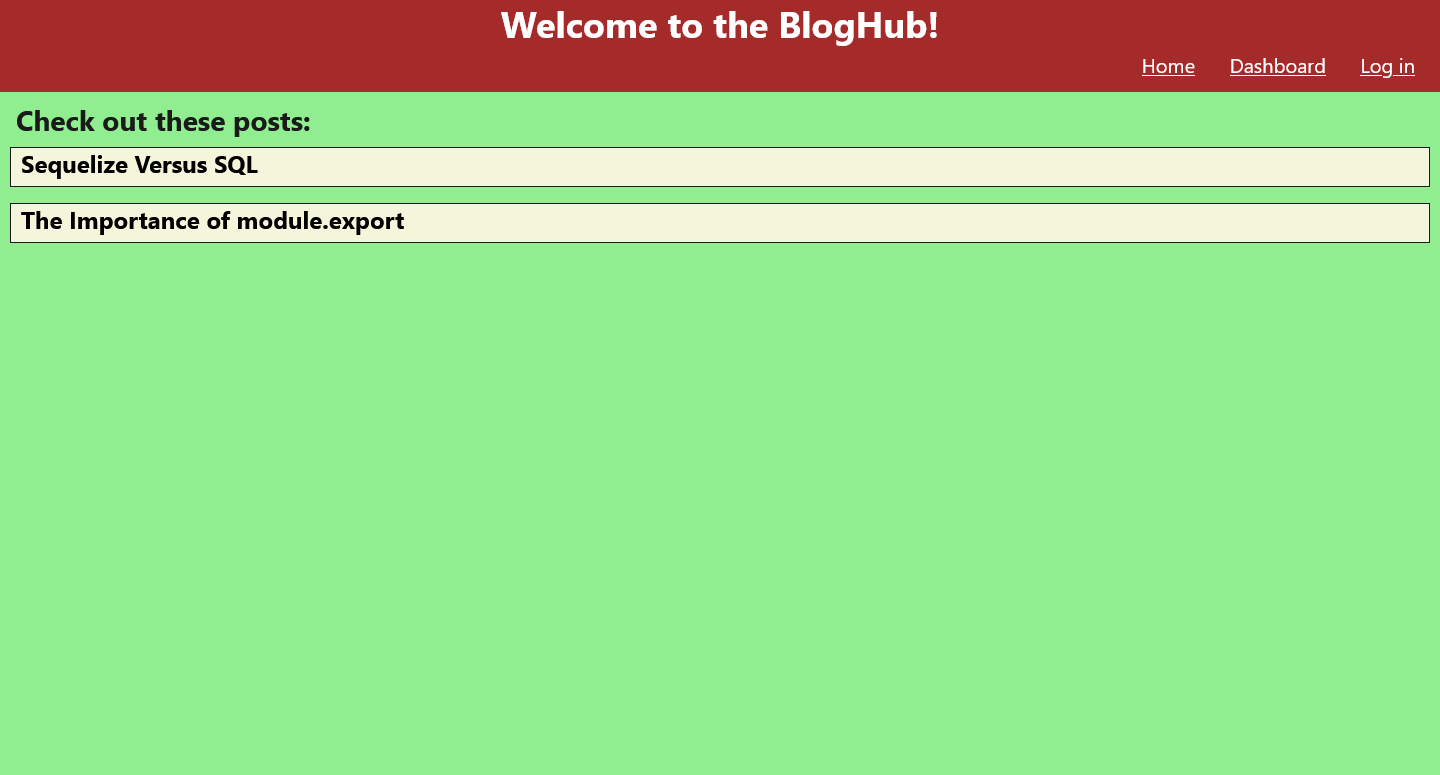 Welcome to the BlogHub!
Home Dashboard Log in
Check out these posts:
Sequelize Versus SQL
The Importance of module.export